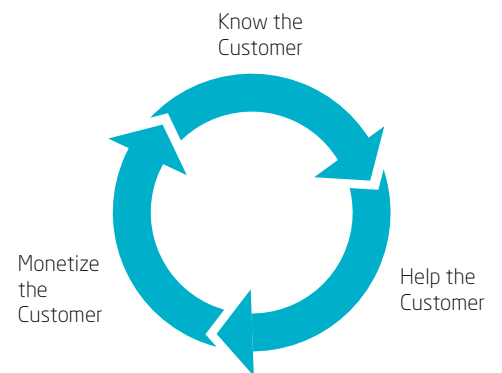 Know the
Customer
Help the
Customer
Monetize
the
Customer